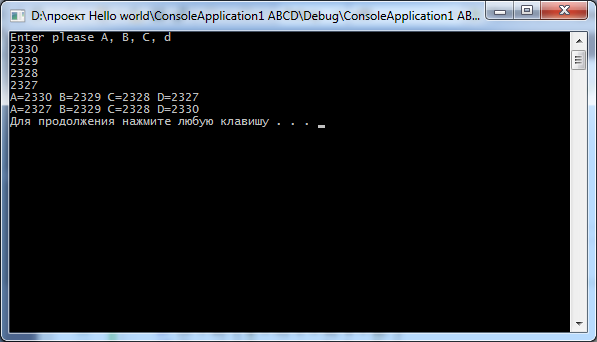 D:\проект Hello world\ConsoleApplication1 ABCD\Debug\ConsoleApplication1 AB...
Enter please A, B, C, d
2330
2329
2328
2327
A=2330 B=2329 C=2328 D=2327
A=2327 B=2329 C=2328 D=2330
Для продолжения нажмите любую клавишу . . .